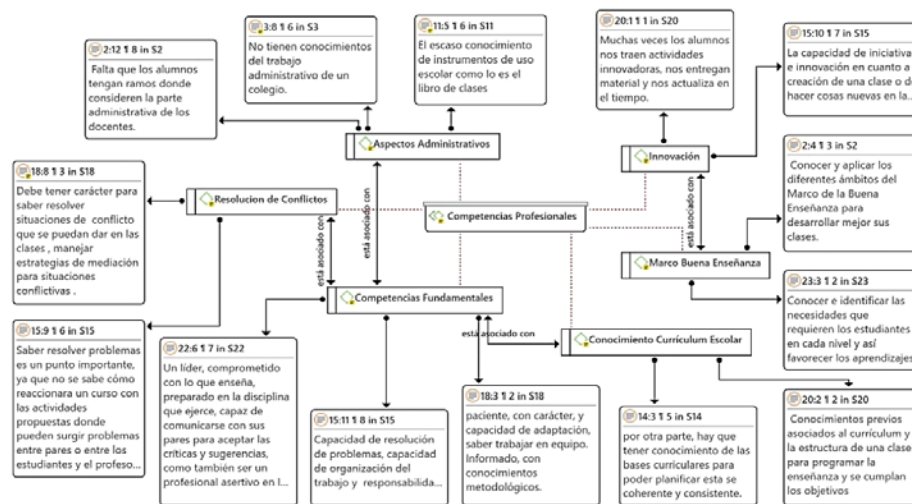 2:12 ¶ 8 in S2
Falta que los alumnos
tengan ramos donde
consideren la parte
administrativa de los
docentes.
3:8 ¶ 6 in S3
No tienen conocimientos
del trabajo
administrativo de un
colegio.
11:5 ¶ 6 in S11
El escaso conocimiento
de instrumentos de uso
escolar como lo es el
libro de clases
20:1 ¶ 1 in S20
Muchas veces los alumnos
nos traen actividades
innovadoras, nos entregan
material y nos actualiza en
el tiempo.
15:10 ¶ 7 in S15
La capacidad de iniciativa
e innovación en cuanto a
creación de una clase o de
hacer cosas nuevas en la...
Aspectos Administrativos
Innovación
2:4 ¶ 3 in S2
Conocer y aplicar los
diferentes ámbitos del
Marco de la Buena
Enseñanza para
desarrollar mejor sus
clases.
18:8 ¶ 3 in S18
Debe tener carácter para
saber resolver
situaciones de conflicto
que se puedan dar en las
clases , manejar
estrategias de mediación
para situaciones
conflictivas .
Resolucion de Conflictos
Competencias Profesionales
está asociado con
está asociado con
está asociado con
Marco Buena Enseñanza
Competencias Fundamentales
está asociado con
Conocimiento Curriculum Escolar
23:3 ¶ 2 in S23
Conocer e identificar las
necesidades que
requieren los estudiantes
en cada nivel y así
favorecer los aprendizajes
15:9 ¶ 6 in S15
Saber resolver problemas
es un punto importante,
ya que no se sabe cómo
reaccionara un curso con
las actividades
propuestas donde
pueden surgir problemas
entre pares o entre los
estudiantes y el profeso...
22:6 ¶ 7 in S22
Un líder, comprometido
con lo que enseña,
preparado en la disciplina
que ejerce, capaz de
comunicarse con sus
pares para aceptar las
críticas y sugerencias,
como también ser un
profesional asertivo en l...
15:11 ¶ 8 in S15
Capacidad de resolución
de problemas, capacidad
de organización del
trabajo y responsabilida...
18:3 ¶ 2 in S18
paciente, con carácter, y
capacidad de adaptación,
saber trabajar en equipo.
Informado, con
conocimientos
metodológicos.
14:3 ¶ 5 in S14
por otra parte, hay que
tener conocimiento de las
bases curriculares para
poder planificar esta se
coherente y consistente.
20:2 ¶ 2 in S20
Conocimientos previos
asociados al currículum y
la estructura de una clase
para programar la
enseñanza y se cumplan
los objetivos